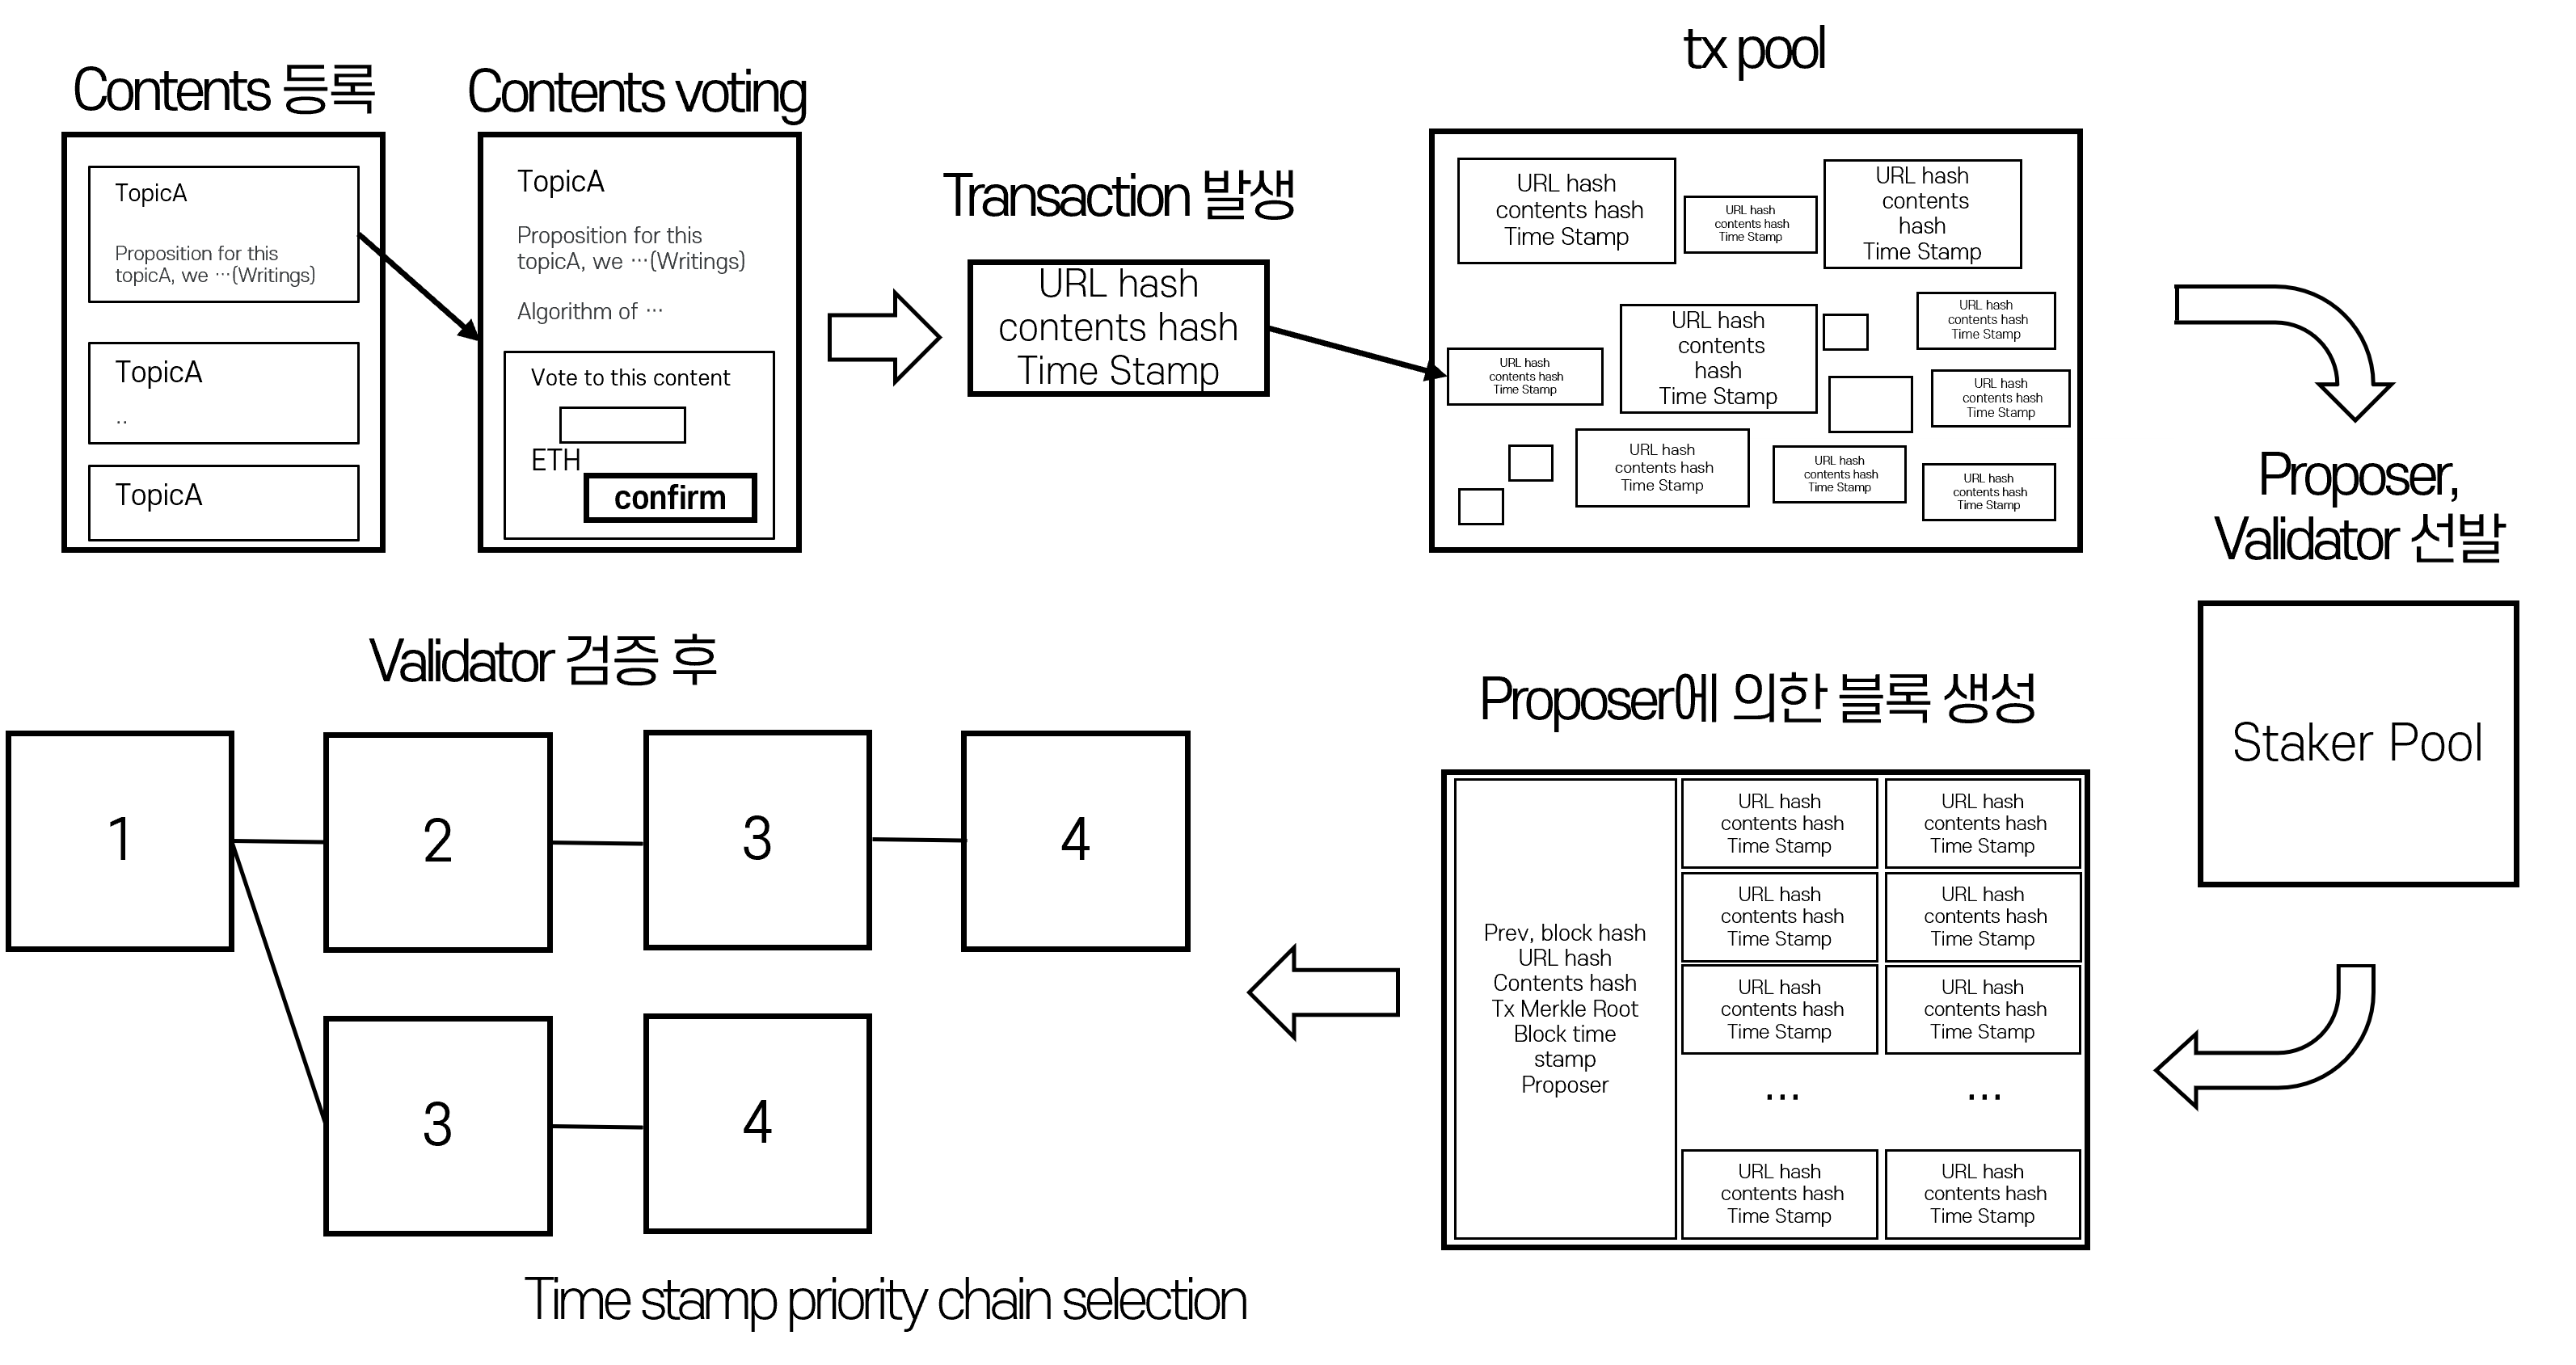 Contents 등록
TopicA
Proposition for this
topicA, we ⋯(Writings)
TopicA
..
TopicA
Contents voting
TopicA
Proposition for this
topicA, we ⋯(Writings)
Algorithm of ⋯
Vote to this content
ETH
confirm
Transaction 발생
URL hash
contents hash
Time Stamp
tx pool
URL hash
contents hash
Time Stamp
URL hash
contents hash
Time Stamp
URL hash
contents
hash
Time Stamp
URL hash
contents hash
Time Stamp
URL hash
contents
hash
Time Stamp
URL hash
contents hash
Time Stamp
URL hash
contents hash
Time Stamp
URL hash
contents hash
Time Stamp
URL hash
contents hash
Time Stamp
URL hash
contents hash
Time Stamp
Proposer,
Validator 선발
Staker Pool
Proposer에 의한 블록 생성
Prev, block hash
URL hash
Contents hash
Tx Merkle Root
Block time
stamp
Proposer
URL hash
contents hash
Time Stamp
URL hash
contents hash
Time Stamp
URL hash
contents hash
Time Stamp
URL hash
contents hash
Time Stamp
URL hash
contents hash
Time Stamp
URL hash
contents hash
Time Stamp
...
...
URL hash
contents hash
Time Stamp
URL hash
contents hash
Time Stamp
Validator 검증 후
1
2
3
4
3
4
Time stamp priority chain selection